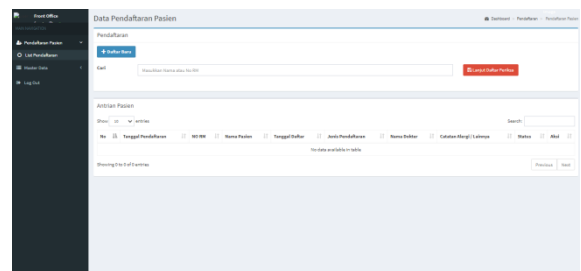 Front Office
Data Pendaftaran Pasien
Dashboard > Pendaftaran > Pendaftaran Pasien
Pendaftaran Pasien
List Pendaftaran
Master Data
Log Out
Pendaftaran
+ Daftar Baru
Cari
Masukkan Nama atau No RM
Lanjut Daftar Periksa
Antrian Pasien
Show 10 entries
Search:
No Tanggal Pendaftaran NO RM Nama Pasien Tanggal Daftar Jenis Pendaftaran Nama Dokter Catatan Alergi | Lainnya Status Aksi
No data available in table
Showing 0 to 0 of 0 entries
Previous Next